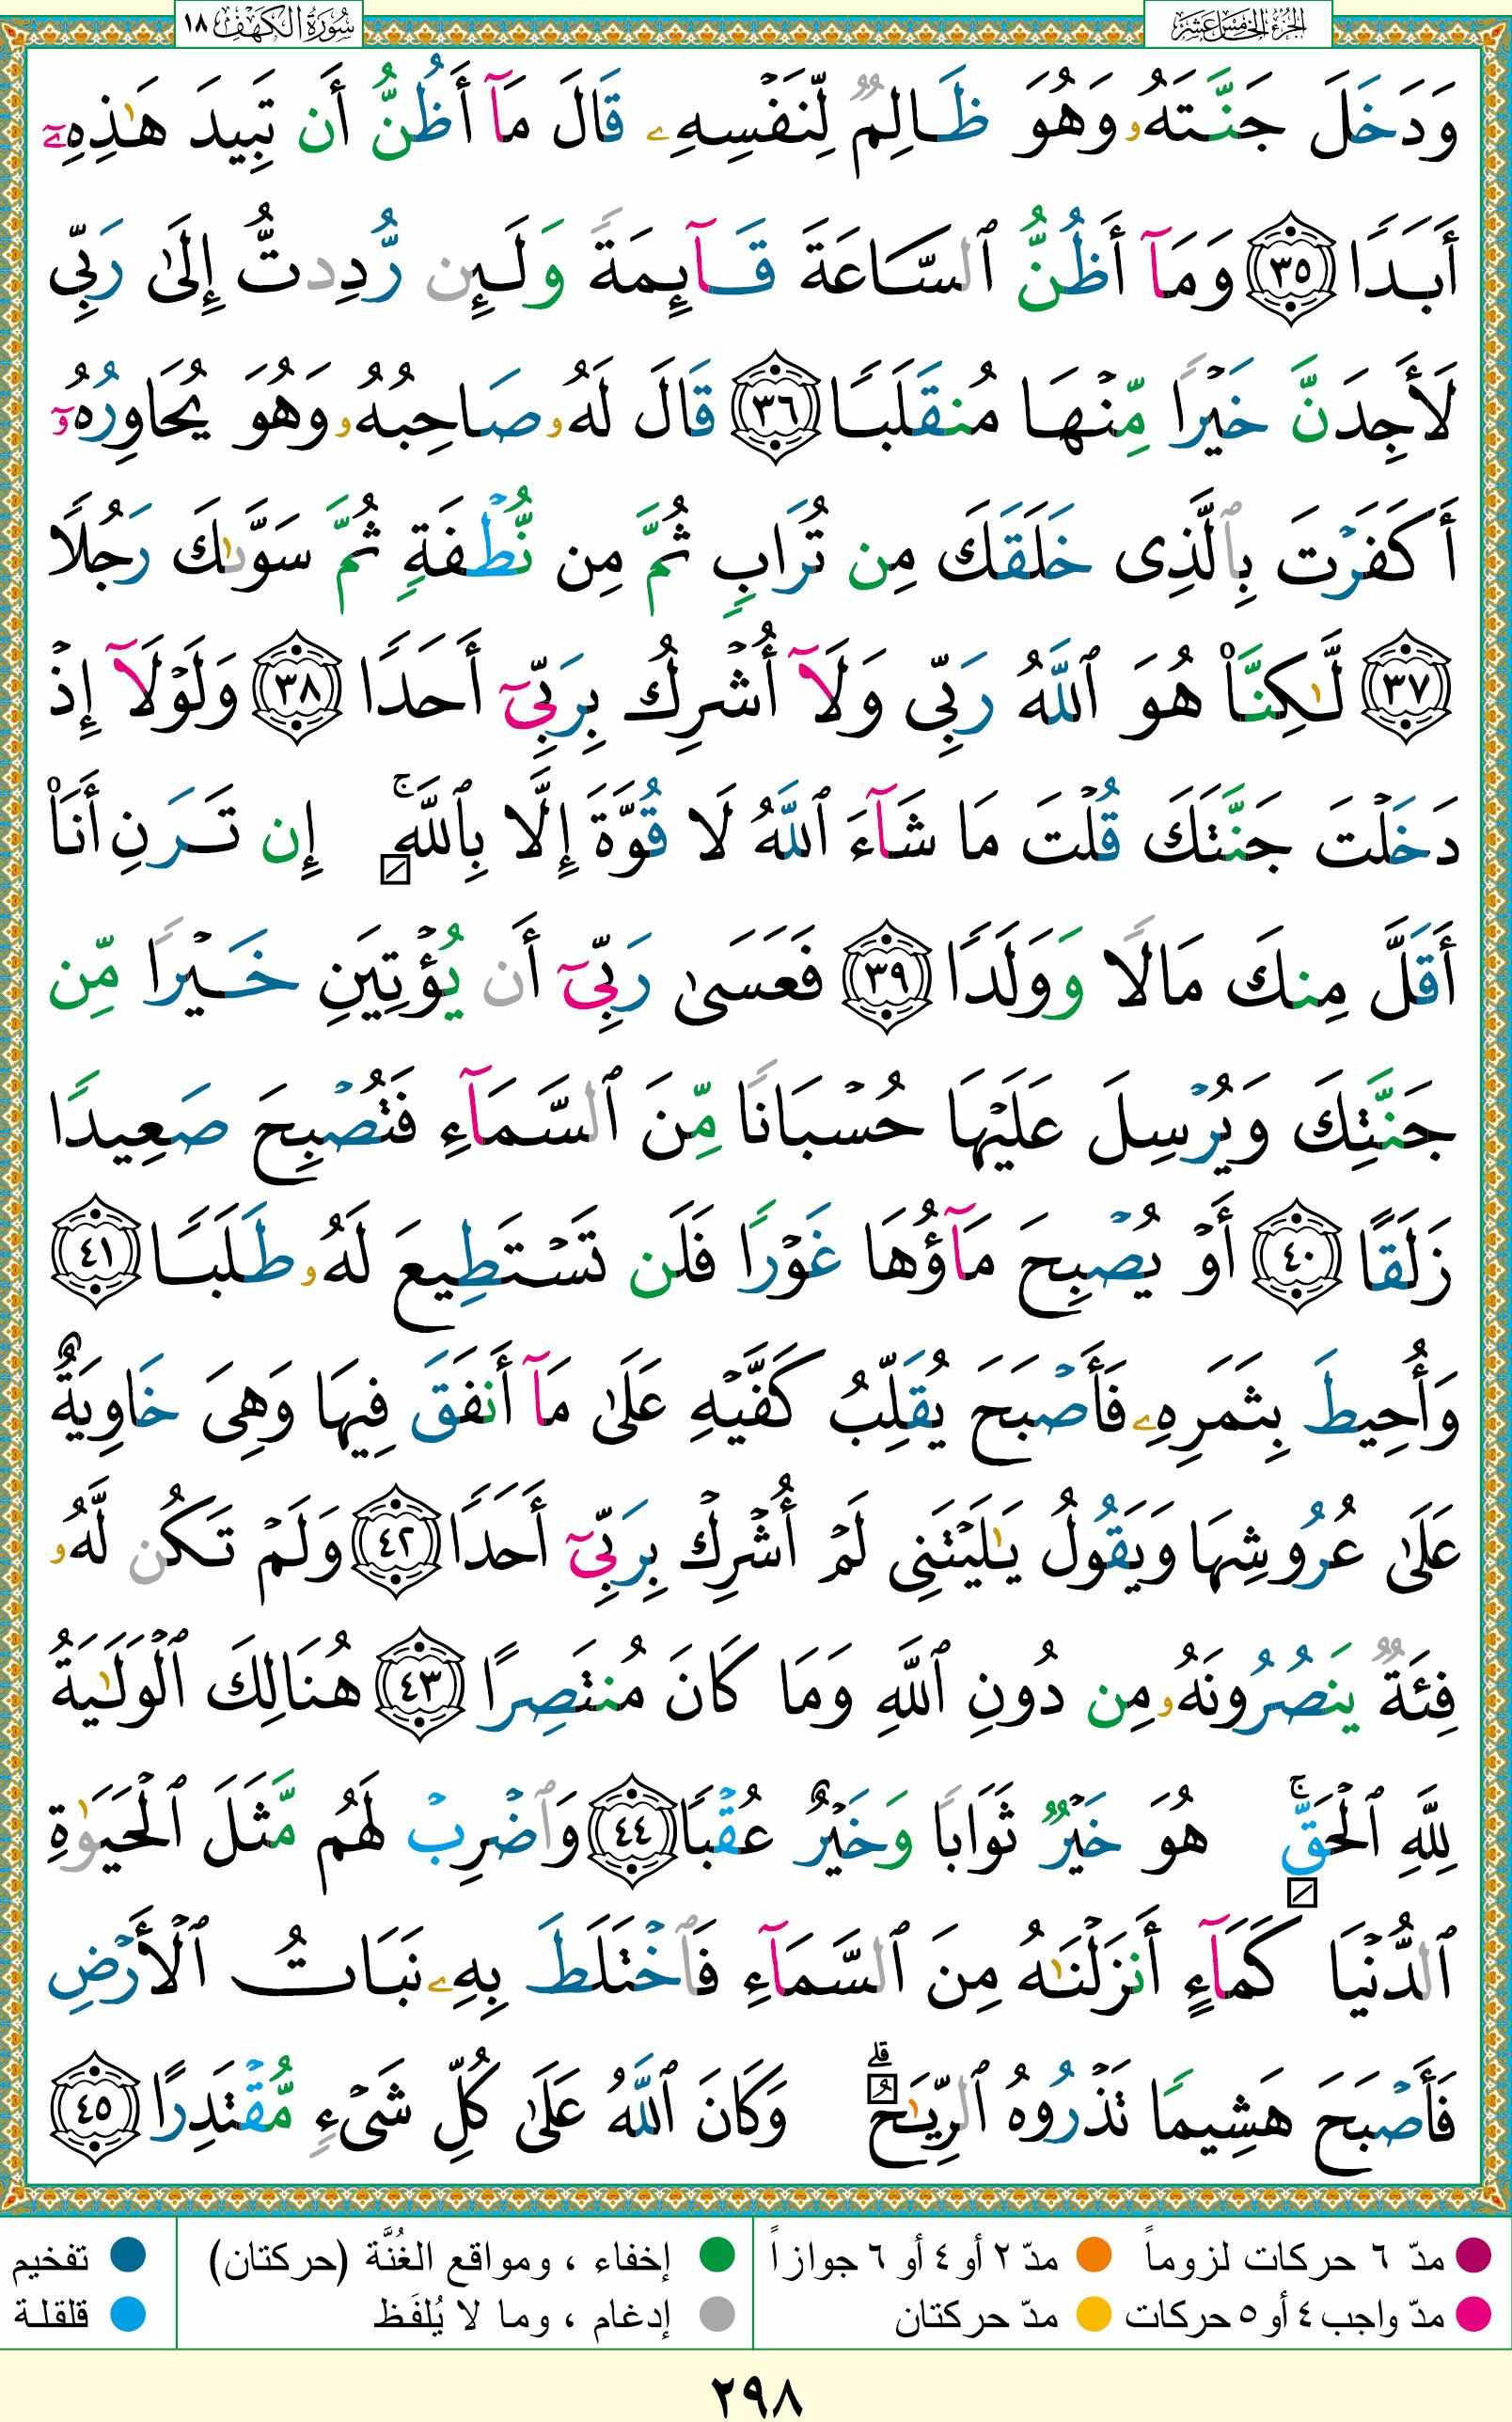 الجزء الخامس عشر
سورة الكهف ١٨
وَدَخَلَ جَنَّتَهُۥ وَهُوَ ظَالِمٌ لِّنَفْسِهِۦ قَالَ مَآ أَظُنُّ أَن تَبِيدَ هَٰذِهِۦٓ
أَبَدًا ٣٥ وَمَآ أَظُنُّ ٱلسَّاعَةَ قَآئِمَةً وَلَئِن رُّدِدتُّ إِلَىٰ رَبِّى
لَأَجِدَنَّ خَيْرًا مِّنْهَا مُنقَلَبًا ٣٦ قَالَ لَهُۥ صَاحِبُهُۥ وَهُوَ يُحَاوِرُهُۥٓ
أَكَفَرْتَ بِٱلَّذِى خَلَقَكَ مِن تُرَابٍ ثُمَّ مِن نُّطْفَةٍ ثُمَّ سَوَّىٰكَ رَجُلًا
٣٧ لَّٰكِنَّا۠ هُوَ ٱللَّهُ رَبِّى وَلَآ أُشْرِكُ بِرَبِّىٓ أَحَدًا ٣٨ وَلَوْلَآ إِذْ
دَخَلْتَ جَنَّتَكَ قُلْتَ مَا شَآءَ ٱللَّهُ لَا قُوَّةَ إِلَّا بِٱللَّهِ ۚ إِن تَرَنِ أَنَا۠
أَقَلَّ مِنكَ مَالًا وَوَلَدًا ٣٩ فَعَسَىٰ رَبِّىٓ أَن يُؤْتِيَنِ خَيْرًا مِّن
جَنَّتِكَ وَيُرْسِلَ عَلَيْهَا حُسْبَانًا مِّنَ ٱلسَّمَآءِ فَتُصْبِحَ صَعِيدًا
زَلَقًا ٤٠ أَوْ يُصْبِحَ مَآؤُهَا غَوْرًا فَلَن تَسْتَطِيعَ لَهُۥ طَلَبًا ٤١
وَأُحِيطَ بِثَمَرِهِۦ فَأَصْبَحَ يُقَلِّبُ كَفَّيْهِ عَلَىٰ مَآ أَنفَقَ فِيهَا وَهِىَ خَاوِيَةٌ
عَلَىٰ عُرُوشِهَا وَيَقُولُ يَٰلَيْتَنِى لَمْ أُشْرِكْ بِرَبِّىٓ أَحَدًا ٤٢ وَلَمْ تَكُن لَّهُۥ
فِئَةٌ يَنصُرُونَهُۥ مِن دُونِ ٱللَّهِ وَمَا كَانَ مُنتَصِرًا ٤٣ هُنَالِكَ ٱلْوَلَٰيَةُ
لِلَّهِ ٱلْحَقِّ ۚ هُوَ خَيْرٌ ثَوَابًا وَخَيْرٌ عُقْبًا ٤٤ وَٱضْرِبْ لَهُم مَّثَلَ ٱلْحَيَوٰةِ
ٱلدُّنْيَا كَمَآءٍ أَنزَلْنَٰهُ مِنَ ٱلسَّمَآءِ فَٱخْتَلَطَ بِهِۦ نَبَاتُ ٱلْأَرْضِ
فَأَصْبَحَ هَشِيمًا تَذْرُوهُ ٱلرِّيَٰحُ ۗ وَكَانَ ٱللَّهُ عَلَىٰ كُلِّ شَىْءٍ مُّقْتَدِرًا ٤٥
مدّ ٦ حركات لزوماً مدّ ٢ أو ٤ أو ٦ جوازاً إخفاء ، ومواقع الغُنَّة (حركتان) تفخيم
مدّ واجب ٤ أو ٥ حركات مدّ حركتان إدغام ، وما لا يُلفَظ قلقلة
٢٩٨